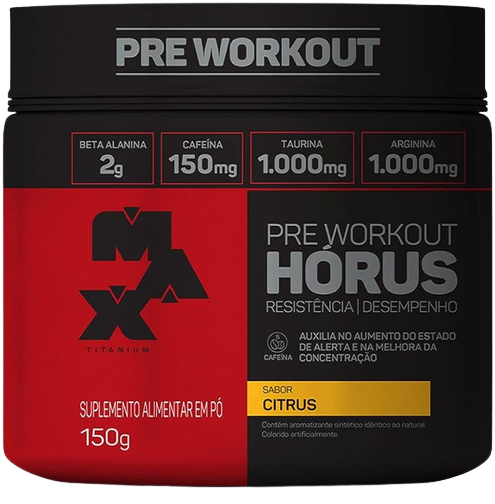 PRE WORKOUT
BETA ALANINA
2g
CAFEÍNA
150mg
TAURINA
1.000mg
ARGININA
1.000mg
MAX
TITANIUM
SUPLEMENTO ALIMENTAR EM PÓ
150g
PRE WORKOUT
HÓRUS
RESISTÊNCIA|DESEMPENHO
CAFEÍNA
AUXILIA NO AUMENTO DO ESTADO
DE ALERTA E NA MELHORA DA
CONCENTRAÇÃO
SABOR
CITRUS
Contém aromatizante sintético idêntico ao natural.
Colorido artificialmente.